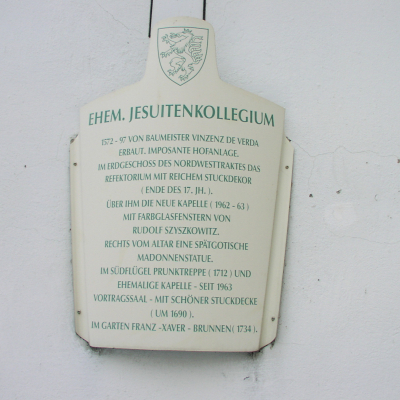 EHEM. JESUITENKOLLEGIUM
1572 - 97 VON BAUMEISTER VINZENZ DE VERDA
ERBAUT. IMPOSANTE HOFANLAGE.
IM ERDGESCHOSS DES NORDWESTTRAKTES DAS
REFEKTORIUM MIT REICHEM STUCKDEKOR
( ENDE DES 17. JH. ).
ÜBER IHM DIE NEUE KAPELLE ( 1962 - 63 )
MIT FARBGLASFENSTERN VON
RUDOLF SZYSZKOWITZ.
RECHTS VOM ALTAR EINE SPÄTGOTISCHE
MADONNENSTATUE.
IM SÜDFLÜGEL PRUNKTREPPE ( 1712 ) UND
EHEMALIGE KAPELLE - SEIT 1963
VORTRAGSSAAL - MIT SCHÖNER STUCKDECKE
( UM 1690 ).
IM GARTEN FRANZ -XAVER - BRUNNEN ( 1734 ).